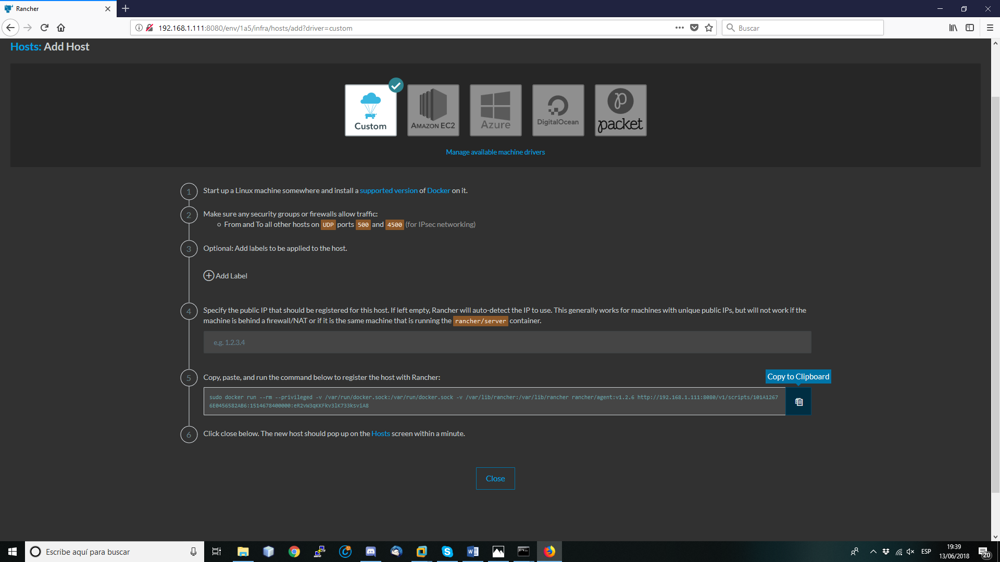 Rancher
192.168.1.111:8080/env/1a5/infra/hosts/add?driver=custom
Buscar
Hosts: Add Host
Custom
AMAZON EC2
Azure
DigitalOcean
packet
Manage available machine drivers
1
Start up a Linux machine somewhere and install a supported version of Docker on it.
2
Make sure any security groups or firewalls allow traffic:
From and To all other hosts on UDP ports 500 and 4500 (for IPsec networking)
3
Optional: Add labels to be applied to the host.
Add Label
4
Specify the public IP that should be registered for this host. If left empty, Rancher will auto-detect the IP to use. This generally works for machines with unique public IPs, but will not work if the
machine is behind a firewall/NAT or if it is the same machine that is running the rancher/server container.
e.g. 1.2.3.4
5
Copy, paste, and run the command below to register the host with Rancher:
Copy to Clipboard
sudo docker run --rm --privileged -v /var/run/docker.sock:/var/run/docker.sock -v /var/lib/rancher:/var/lib/rancher rancher/agent:v1.2.6 http://192.168.1.111:8080/v1/scripts/101A1267
6E0456582AB6:1514678400000:eR2vW3qKKFkv3lK733ksviA8
6
Click close below. The new host should pop up on the Hosts screen within a minute.
Close
Escribe aquí para buscar
ESP
19:39
13/06/2018
20